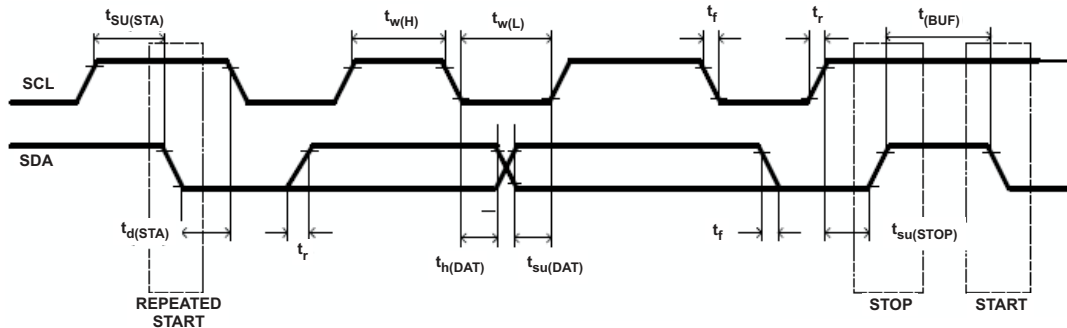 tSU(STA)
tw(H)
tw(L)
tf
tr
t(BUF)
SCL
SDA
td(STA)
tr
th(DAT)
tsu(DAT)
tf
tsu(STOP)
REPEATED
START
STOP
START